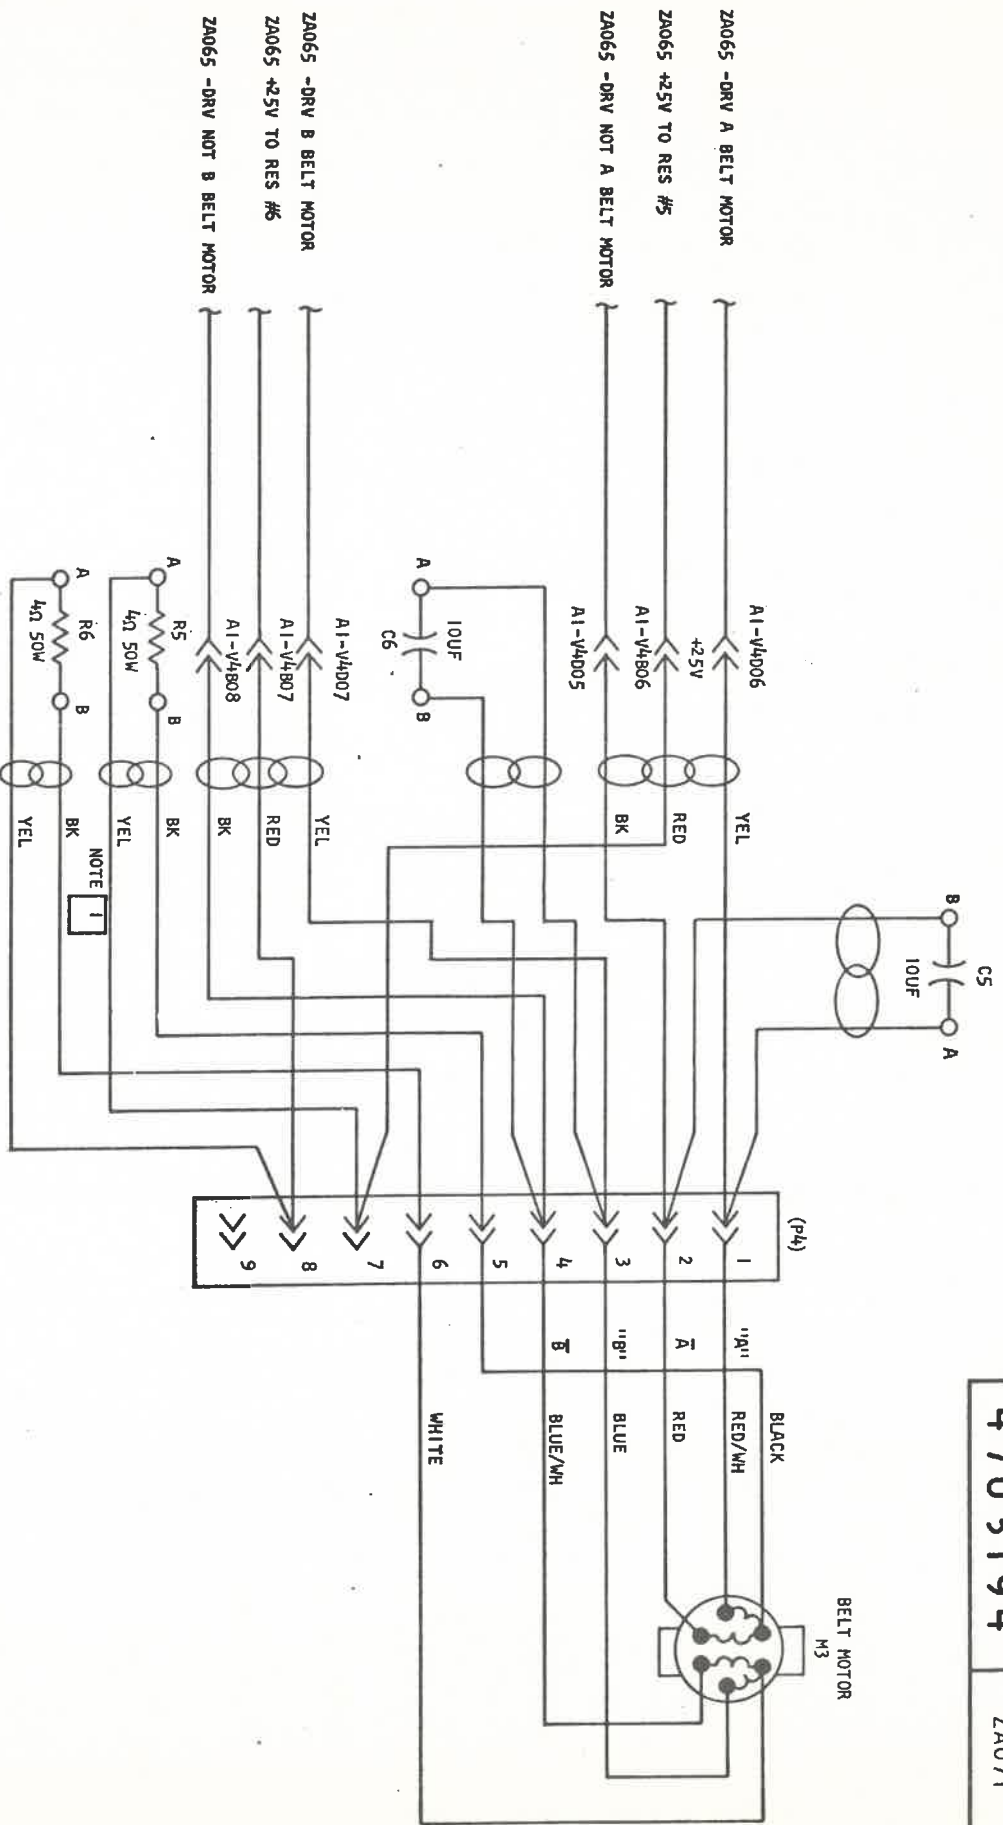 ZA065 -DRV A BELT MOTOR
ZA065 +25V TO RES #5
ZA065 -DRV NOT A BELT MOTOR
ZA065 -DRV B BELT MOTOR
ZA065 +25V TO RES #6
ZA065 -DRV NOT B BELT MOTOR
A1-V4D06
+25V
A1-V4B06
A1-V4D05
A
10UF
C6
B
A1-V4D07
A1-V4B07
A1-V4B08
A
R5
4Ω 50W
B
A
R6
4Ω 50W
B
YEL
RED
BK
YEL
RED
BK
BK
YEL
BK
YEL
NOTE 1
B
C5
10UF
A
(P4)
1
2
3
4
5
6
7
8
9
"A"
A̅
"B"
B̅
BLACK
RED/WH
RED
BLUE
BLUE/WH
WHITE
BELT MOTOR
M3
4705194
ZA071